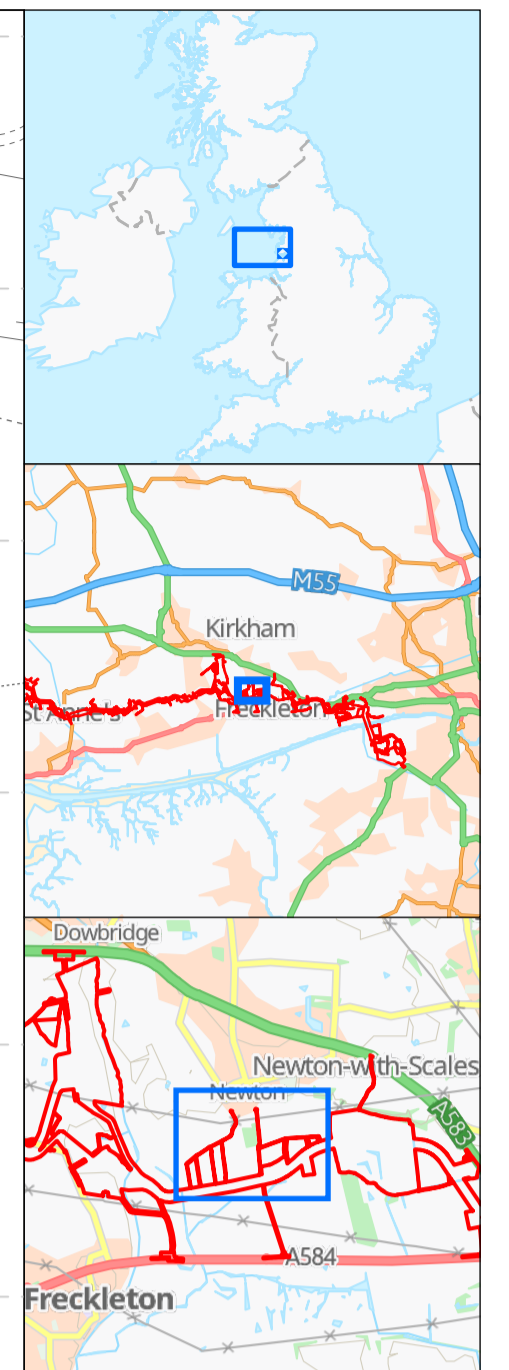 M55
Kirkham
St Anne's
Freckleton
Dowbridge
Newton-with-Scales
Newton
A583
A584
Freckleton